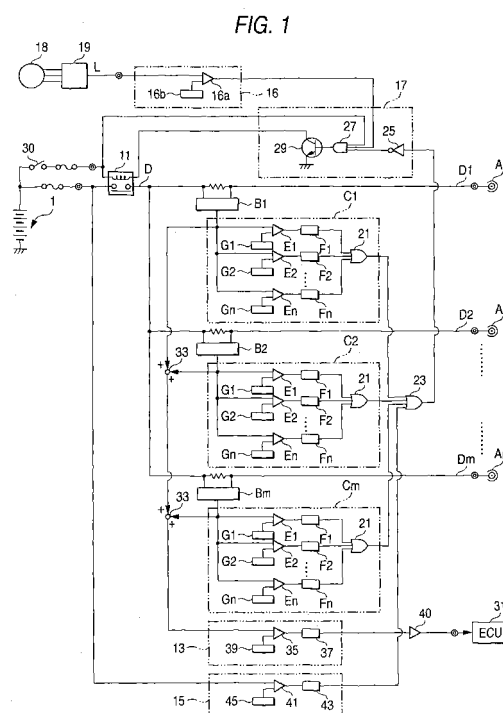 FIG. 1
18 19 L 16b 16a 16 17
30 11 D 29 27 25
1 B1 C1 D1 A
G1 E1 F1 21
G2 E2 F2
Gn En Fn
D2 A
B2 C2
33 + +
G1 E1 F1 21 23
G2 E2 F2
Gn En Fn
Dm A
Bm Cm
33 + +
G1 E1 F1 21
G2 E2 F2
Gn En Fn
40 31
ECU
13 39 35 37
15 45 41 43